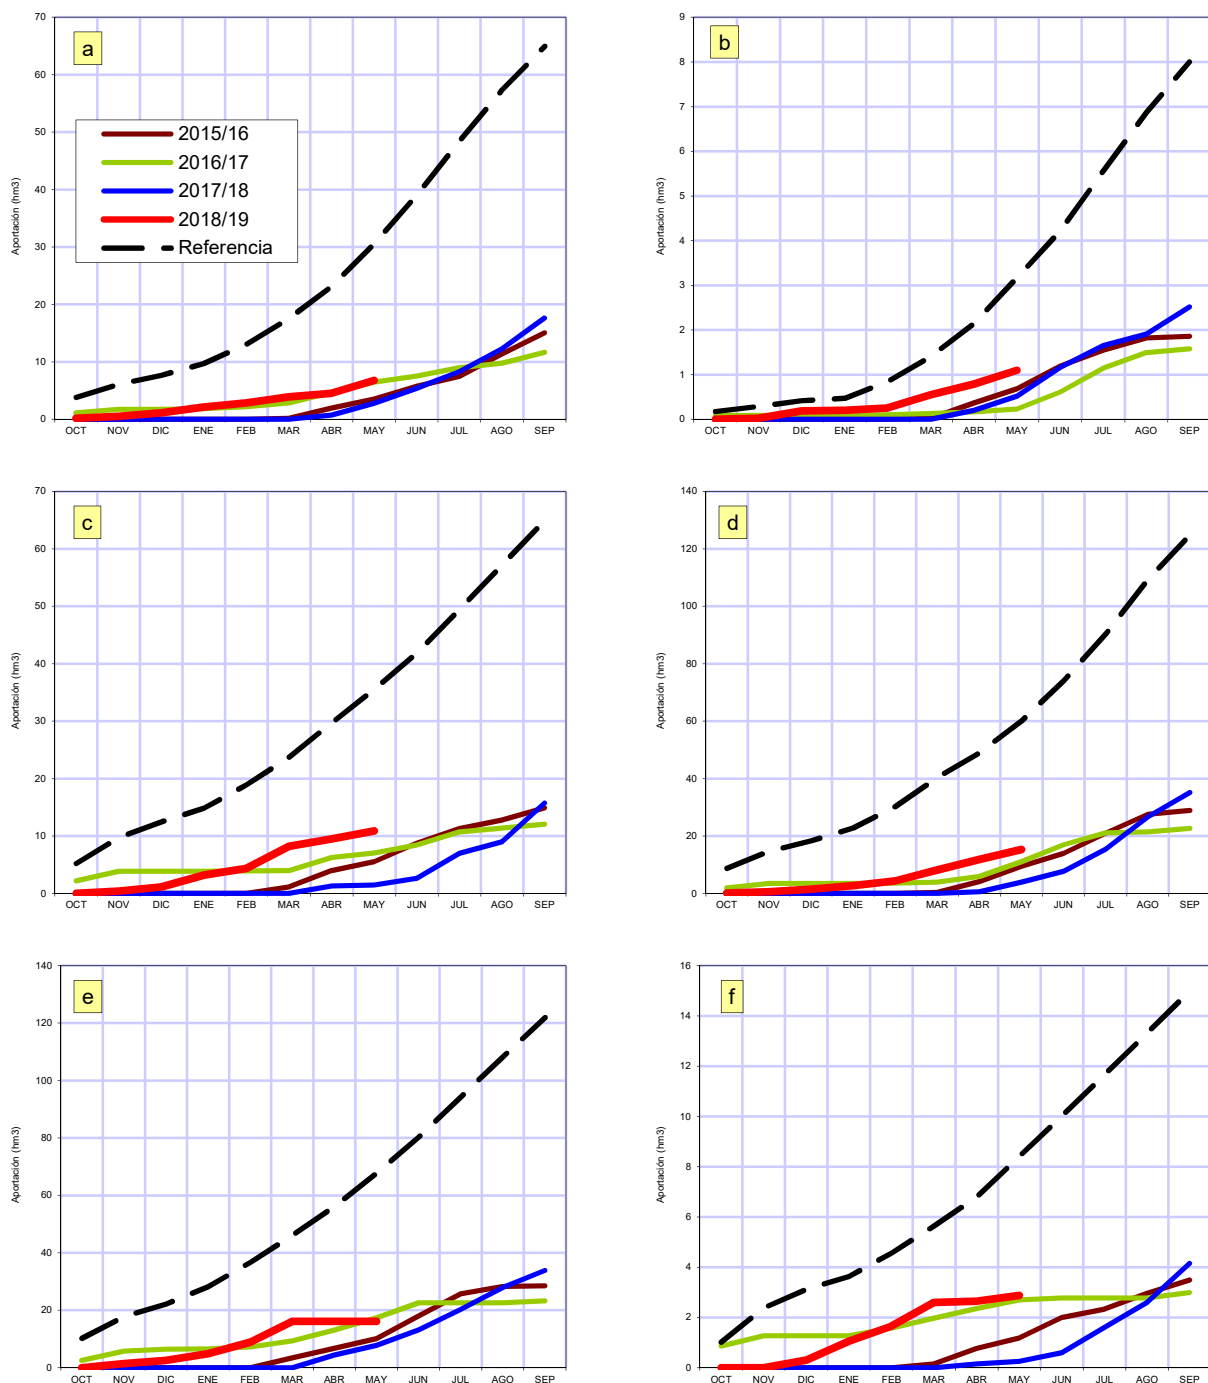 a
70
60
50
40
30
20
10
0
Aportación (hm3)
2015/16
2016/17
2017/18
2018/19
Referencia
OCT NOV DIC ENE FEB MAR ABR MAY JUN JUL AGO SEP
b
9
8
7
6
5
4
3
2
1
0
Aportación (hm3)
OCT NOV DIC ENE FEB MAR ABR MAY JUN JUL AGO SEP
c
70
60
50
40
30
20
10
0
Aportación (hm3)
OCT NOV DIC ENE FEB MAR ABR MAY JUN JUL AGO SEP
d
140
120
100
80
60
40
20
0
Aportación (hm3)
OCT NOV DIC ENE FEB MAR ABR MAY JUN JUL AGO SEP
e
140
120
100
80
60
40
20
0
Aportación (hm3)
OCT NOV DIC ENE FEB MAR ABR MAY JUN JUL AGO SEP
f
16
14
12
10
8
6
4
2
0
Aportación (hm3)
OCT NOV DIC ENE FEB MAR ABR MAY JUN JUL AGO SEP